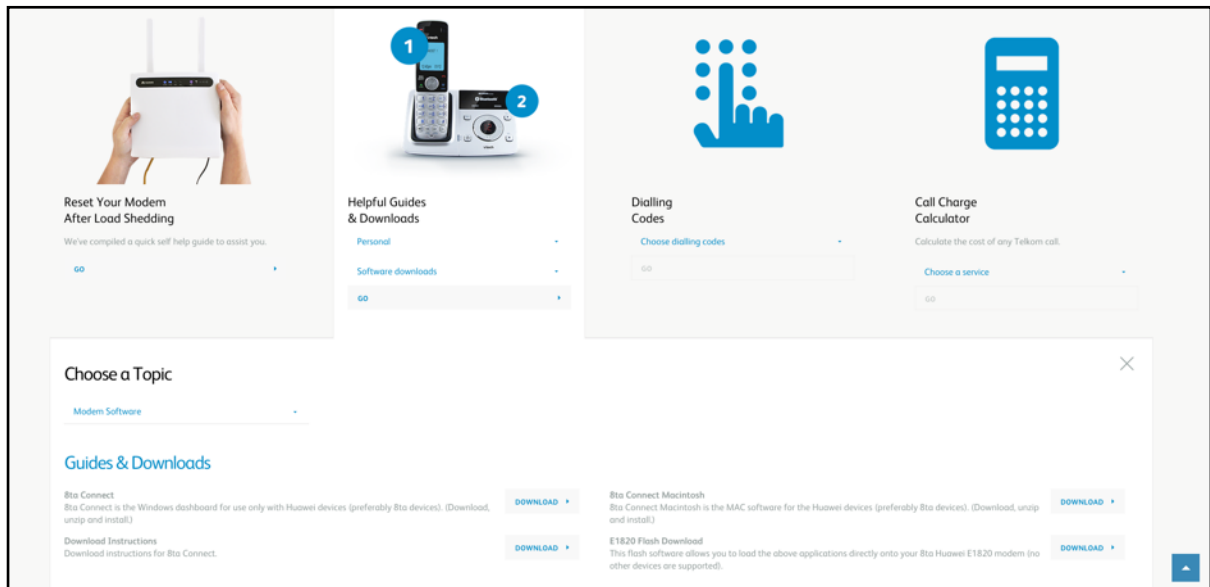 1
2
Reset Your Modem
After Load Shedding
We've compiled a quick self help guide to assist you.
GO
Helpful Guides
& Downloads
Personal
Software downloads
GO
Dialling
Codes
Choose dialling codes
GO
Call Charge
Calculator
Calculate the cost of any Telkom call.
Choose a service
GO
Choose a Topic
Modem Software
Guides & Downloads
8ta Connect
8ta Connect is the Windows dashboard for use only with Huawei devices (preferably 8ta devices). (Download,
unzip and install.)
DOWNLOAD
8ta Connect Macintosh
8ta Connect Macintosh is the MAC software for the Huawei devices (preferably 8ta devices). (Download, unzip
and install.)
DOWNLOAD
Download Instructions
Download instructions for 8ta Connect.
DOWNLOAD
E1820 Flash Download
This flash software allows you to load the above applications directly onto your 8ta Huawei E1820 modem (no
other devices are supported).
DOWNLOAD